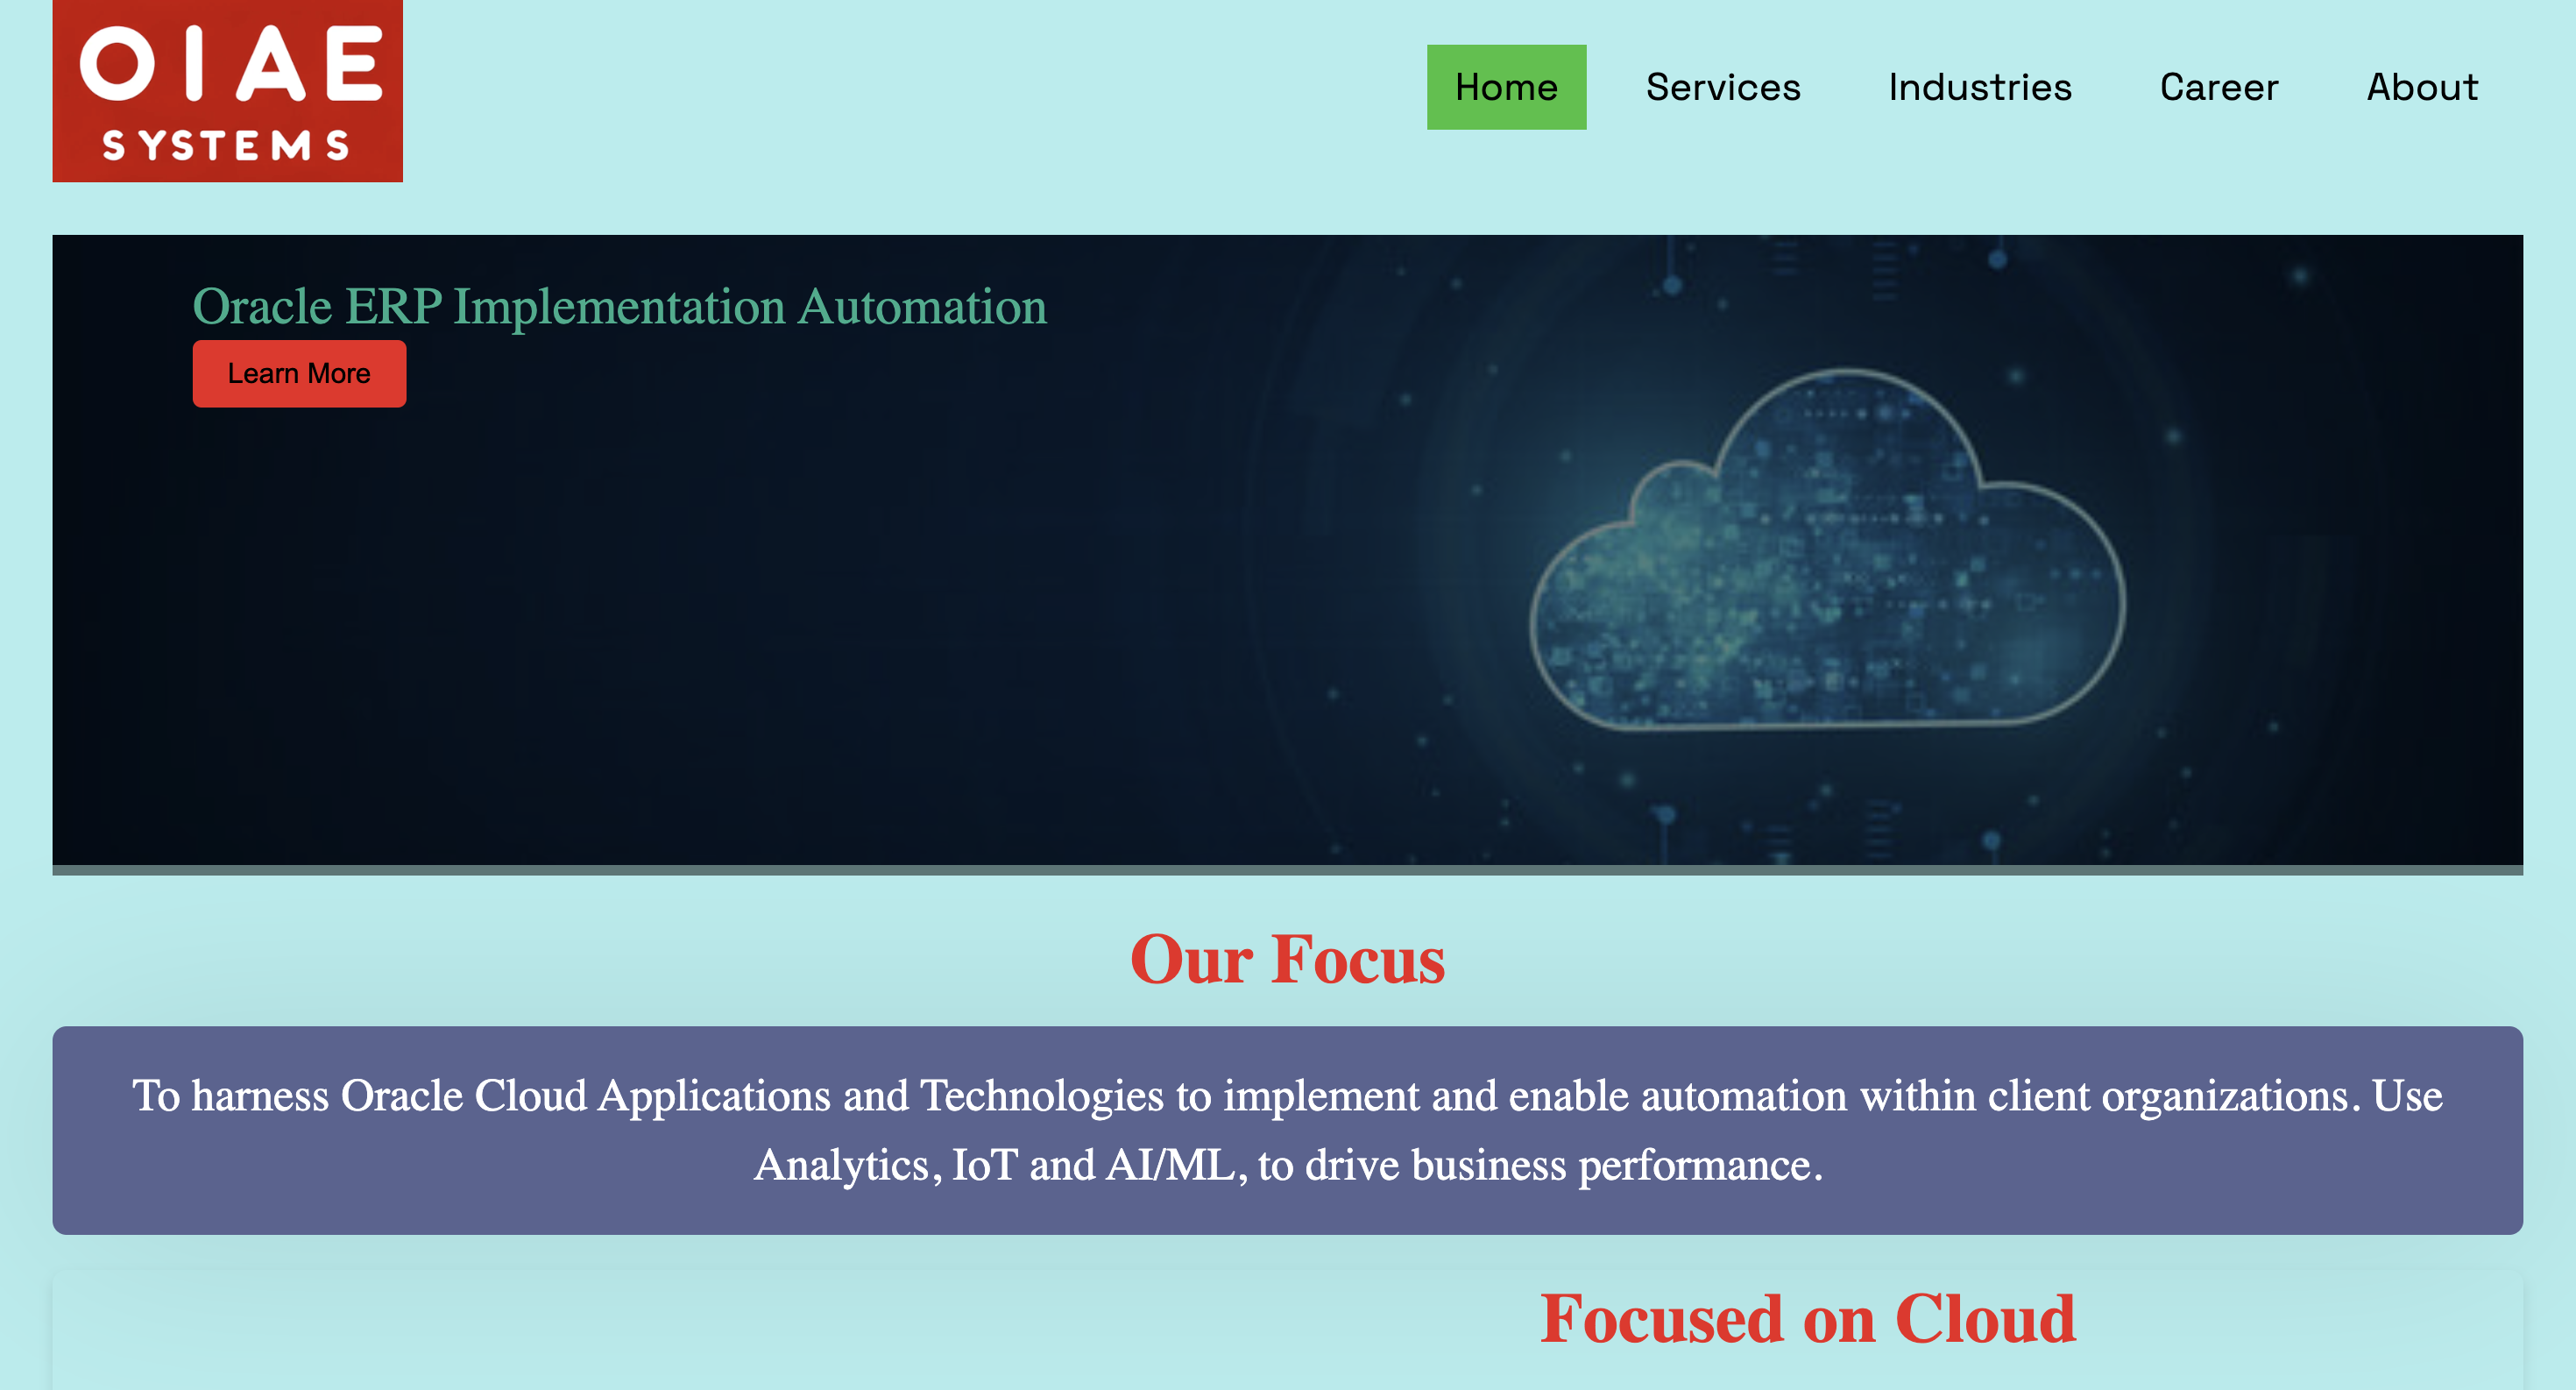 OIAE
SYSTEMS
Home Services Industries Career About
Oracle ERP Implementation Automation
Learn More
Our Focus
To harness Oracle Cloud Applications and Technologies to implement and enable automation within client organizations. Use
Analytics, IoT and AI/ML, to drive business performance.
Focused on Cloud